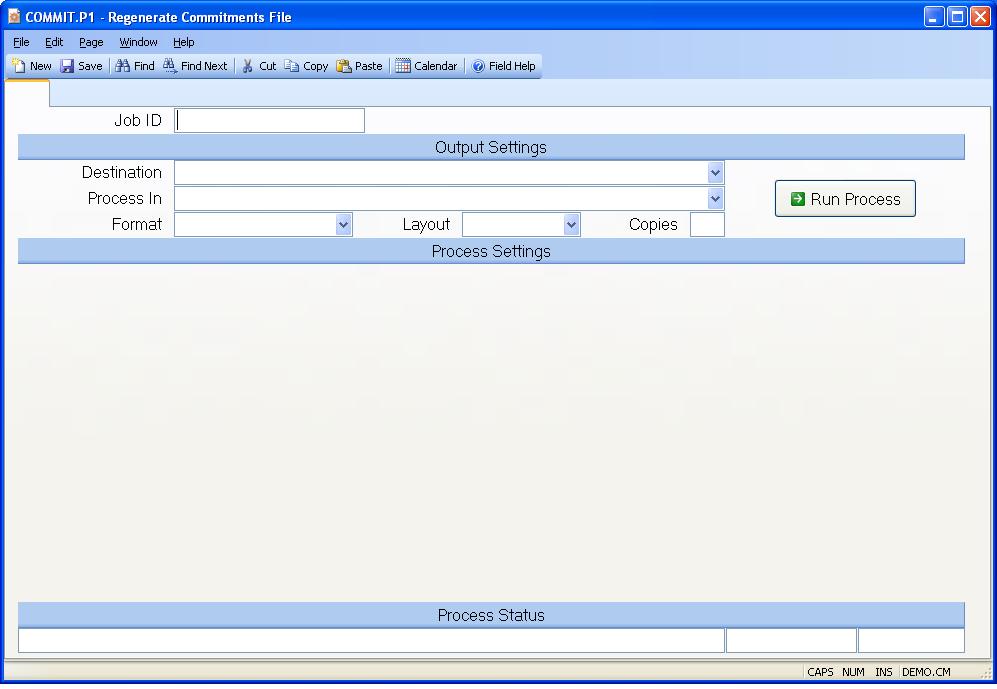 COMMIT.P1 - Regenerate Commitments File
File Edit Page Window Help
New Save Find Find Next Cut Copy Paste Calendar Field Help
Job ID
Output Settings
Destination
Process In
Run Process
Format Layout Copies
Process Settings
Process Status
CAPS NUM INS DEMO.CM